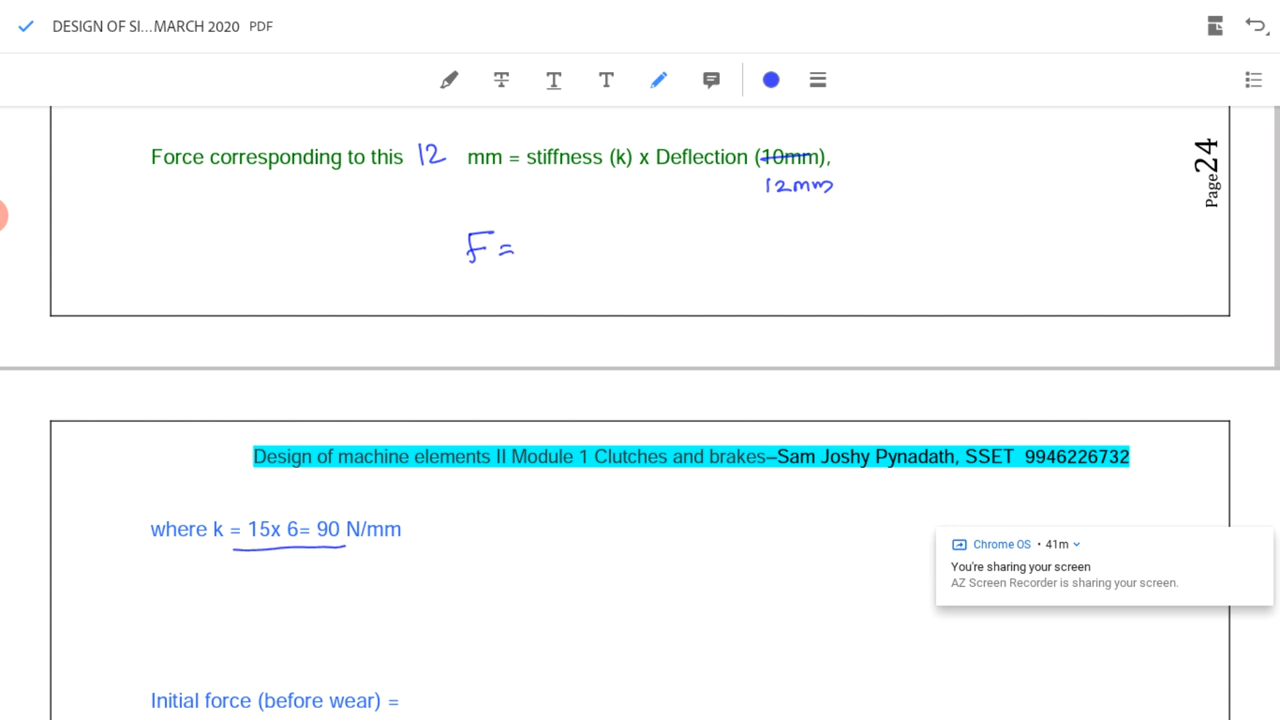 DESIGN OF SI...MARCH 2020 PDF
T T T
Force corresponding to this 12 mm = stiffness (k) x Deflection (10mm),
12mm
Page24
F =
Design of machine elements II Module 1 Clutches and brakes–Sam Joshy Pynadath, SSET 9946226732
where k = 15x 6= 90 N/mm
Chrome OS • 41m
You're sharing your screen
AZ Screen Recorder is sharing your screen.
Initial force (before wear) =